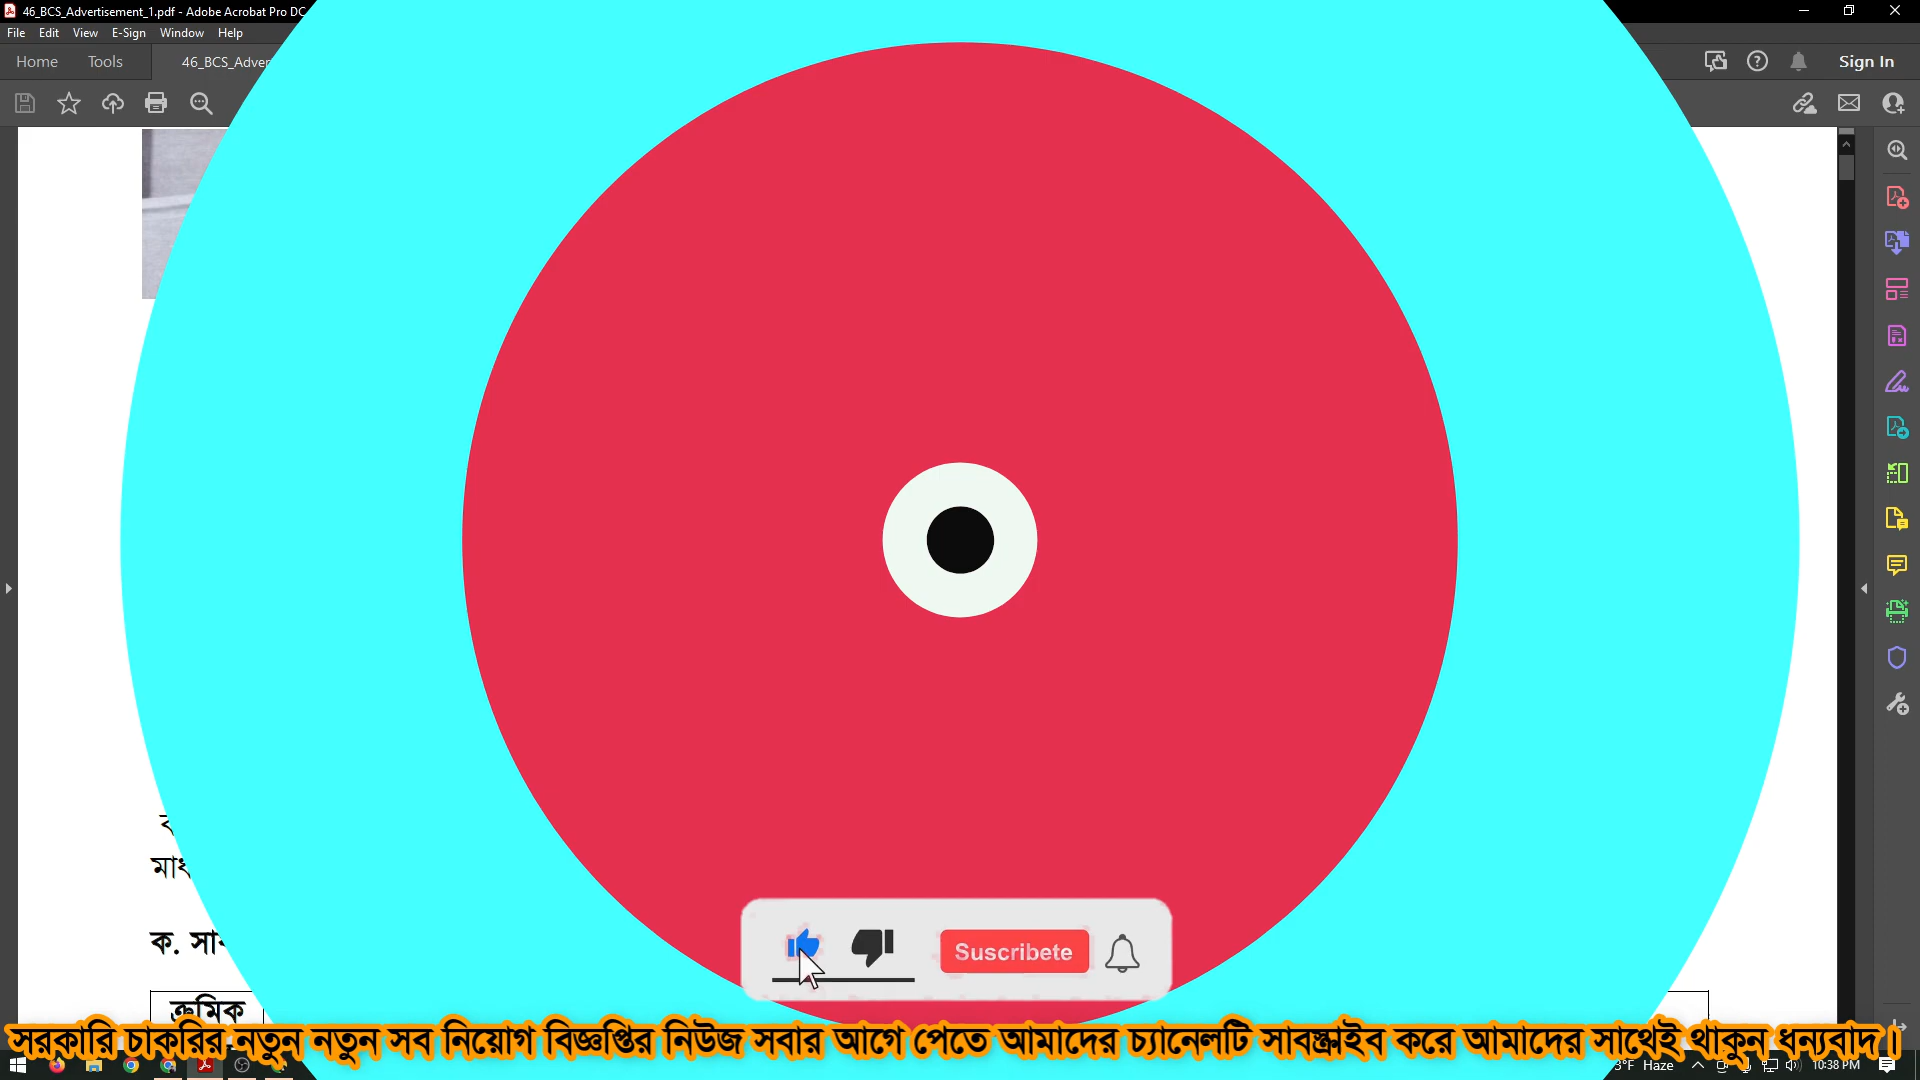 46_BCS_Advertisement_1.pdf - Adobe Acrobat Pro DC
File Edit View E-Sign Window Help
Home Tools 46_BCS_Adver
Sign In
ক. সা
ক্রমিক
Suscribete
সরকারি চাকরির নতুন নতুন সব নিয়োগ বিজ্ঞপ্তির নিউজ সবার আগে পেতে আমাদের চ্যানেলটি সাবস্ক্রাইব করে আমাদের সাথেই থাকুন ধন্যবাদ।
Haze 10:38 PM